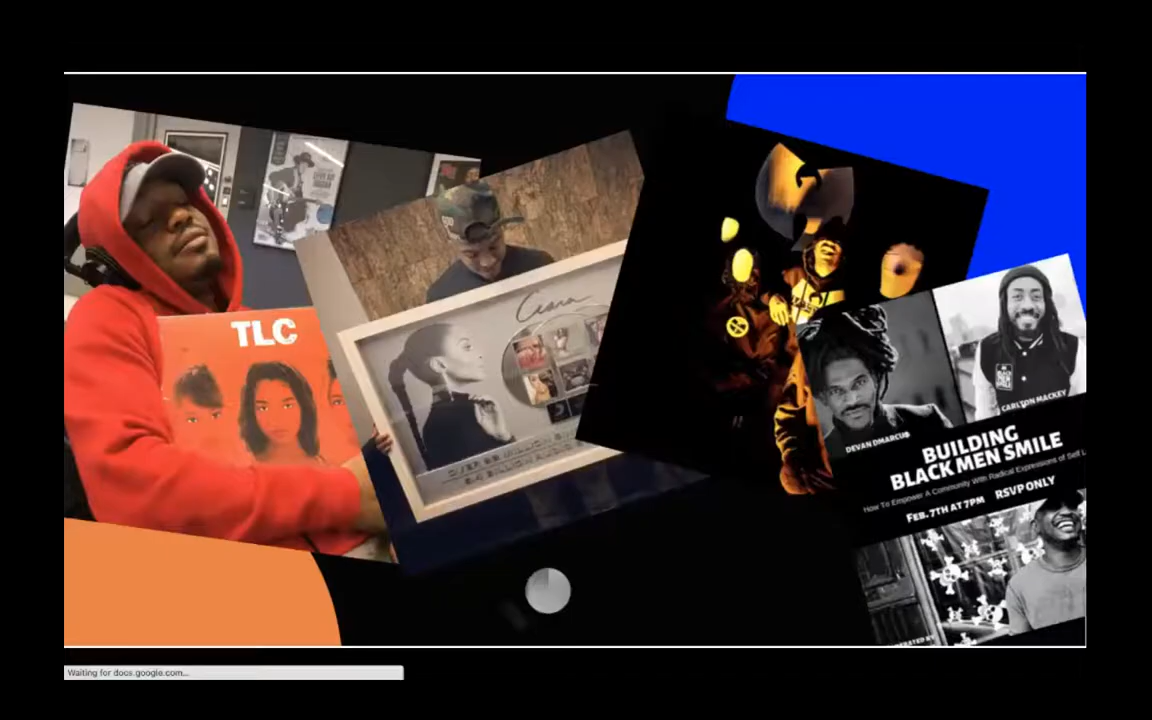 TLC
Ciara
DEVAN DMARCUS
CARLTON MACKEY
BUILDING
BLACK MEN SMILE
How To Empower A Community With Radical Expressions of Self L
FEB. 7TH AT 7PM RSVP ONLY
Waiting for docs.google.com...